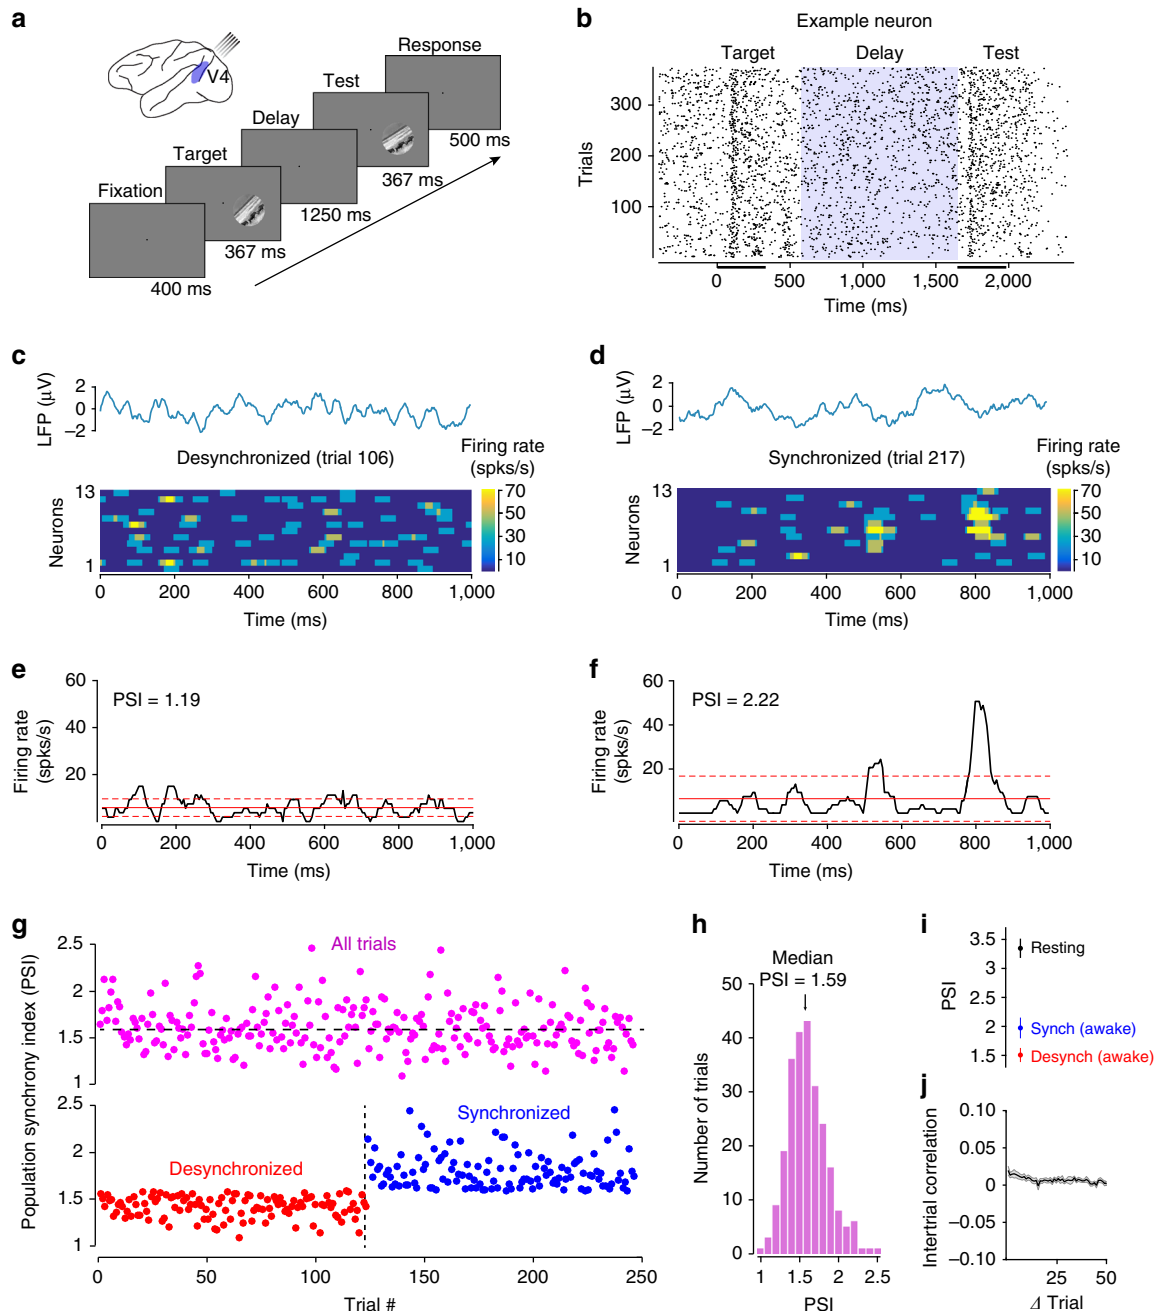 a
V4
Fixation
400 ms
Target
367 ms
Delay
1250 ms
Test
367 ms
Response
500 ms
b
Example neuron
Target Delay Test
Trials
300
200
100
0 500 1,000 1,500 2,000
Time (ms)
c
LFP (μV)
2
0
−2
Desynchronized (trial 106)
Firing rate
(spks/s)
Neurons
13
1
70
50
30
10
0 200 400 600 800 1,000
Time (ms)
d
LFP (μV)
2
0
−2
Synchronized (trial 217)
Firing rate
(spks/s)
Neurons
13
1
70
50
30
10
0 200 400 600 800 1,000
Time (ms)
e
Firing rate
(spks/s)
60
40
20
PSI = 1.19
0 200 400 600 800 1,000
Time (ms)
f
Firing rate
(spks/s)
60
40
20
PSI = 2.22
0 200 400 600 800 1,000
Time (ms)
g
Population synchrony index (PSI)
All trials
2.5
2
1.5
1
Desynchronized
Synchronized
2.5
2
1.5
1
0 50 100 150 200 250
Trial #
h
Median
PSI = 1.59
Number of trials
50
40
30
20
10
0
1 1.5 2 2.5
PSI
i
PSI
3.5
3
2.5
2
1.5
Resting
Synch (awake)
Desynch (awake)
j
Intertrial correlation
0.10
0.05
0
−0.05
−0.10
25 50
Δ Trial